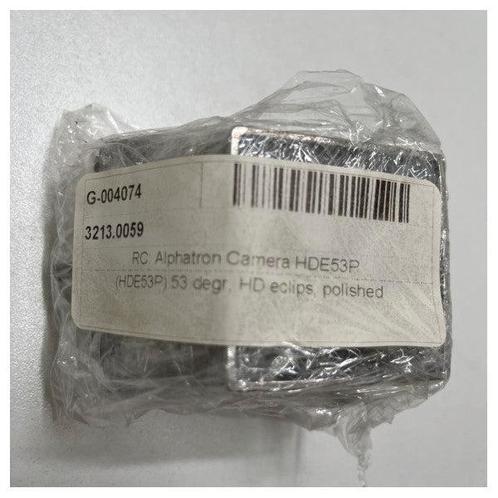 G-004074
3213.0059
RC: Alphatron Camera HDE53P
(HDE53P) 53 degr, HD eclips, polished